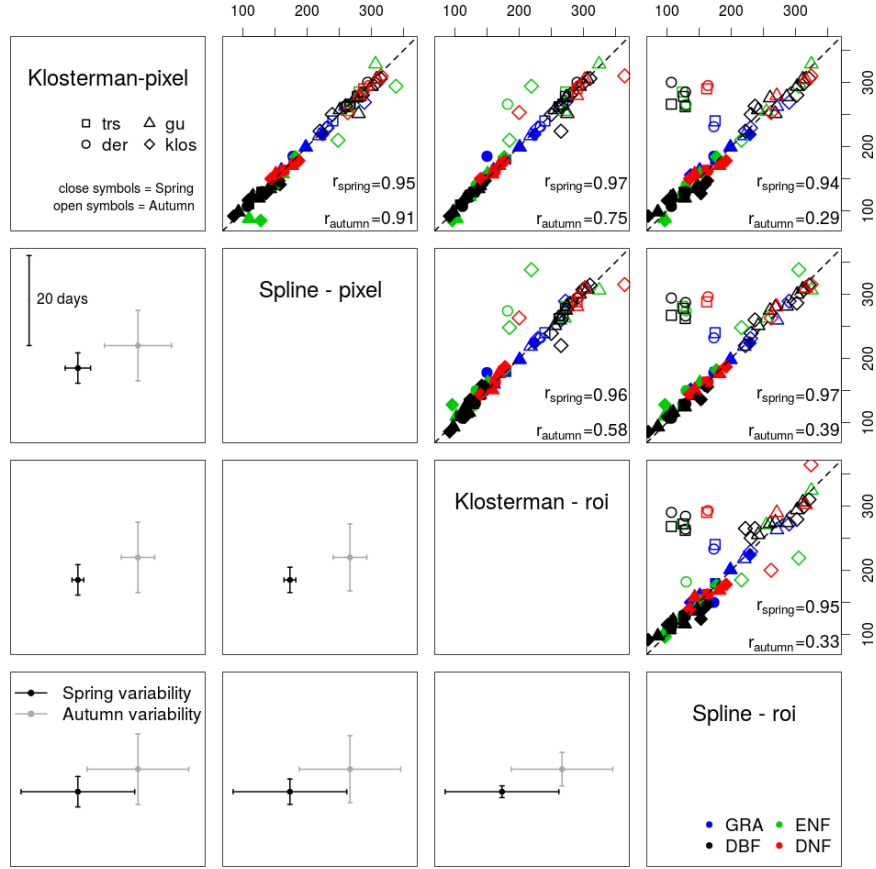 100 200 300 100 200 300 100 200 300
Klosterman-pixel
trs gu
der klos
close symbols = Spring
open symbols = Autumn
rspring=0.95
rautumn=0.91
rspring=0.97
rautumn=0.75
rspring=0.94
rautumn=0.29
100 200 300
20 days
Spline - pixel
rspring=0.96
rautumn=0.58
rspring=0.97
rautumn=0.39
100 200 300
Klosterman - roi
rspring=0.95
rautumn=0.33
100 200 300
Spring variability
Autumn variability
Spline - roi
GRA ENF
DBF DNF